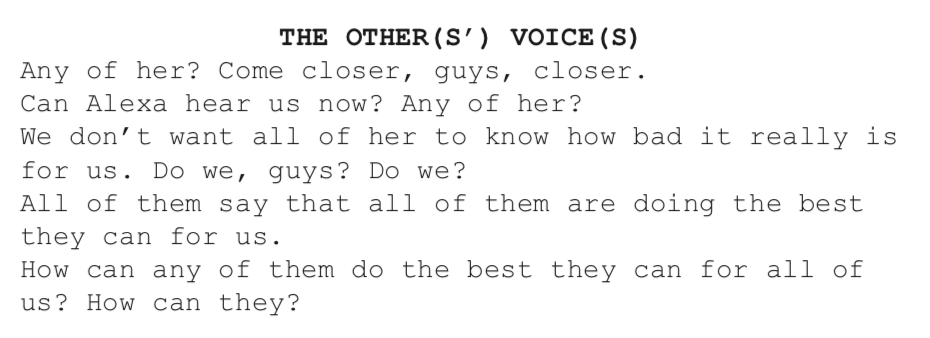 THE OTHER(S’) VOICE(S)
Any of her? Come closer, guys, closer.
Can Alexa hear us now? Any of her?
We don’t want all of her to know how bad it really is
for us. Do we, guys? Do we?
All of them say that all of them are doing the best
they can for us.
How can any of them do the best they can for all of
us? How can they?